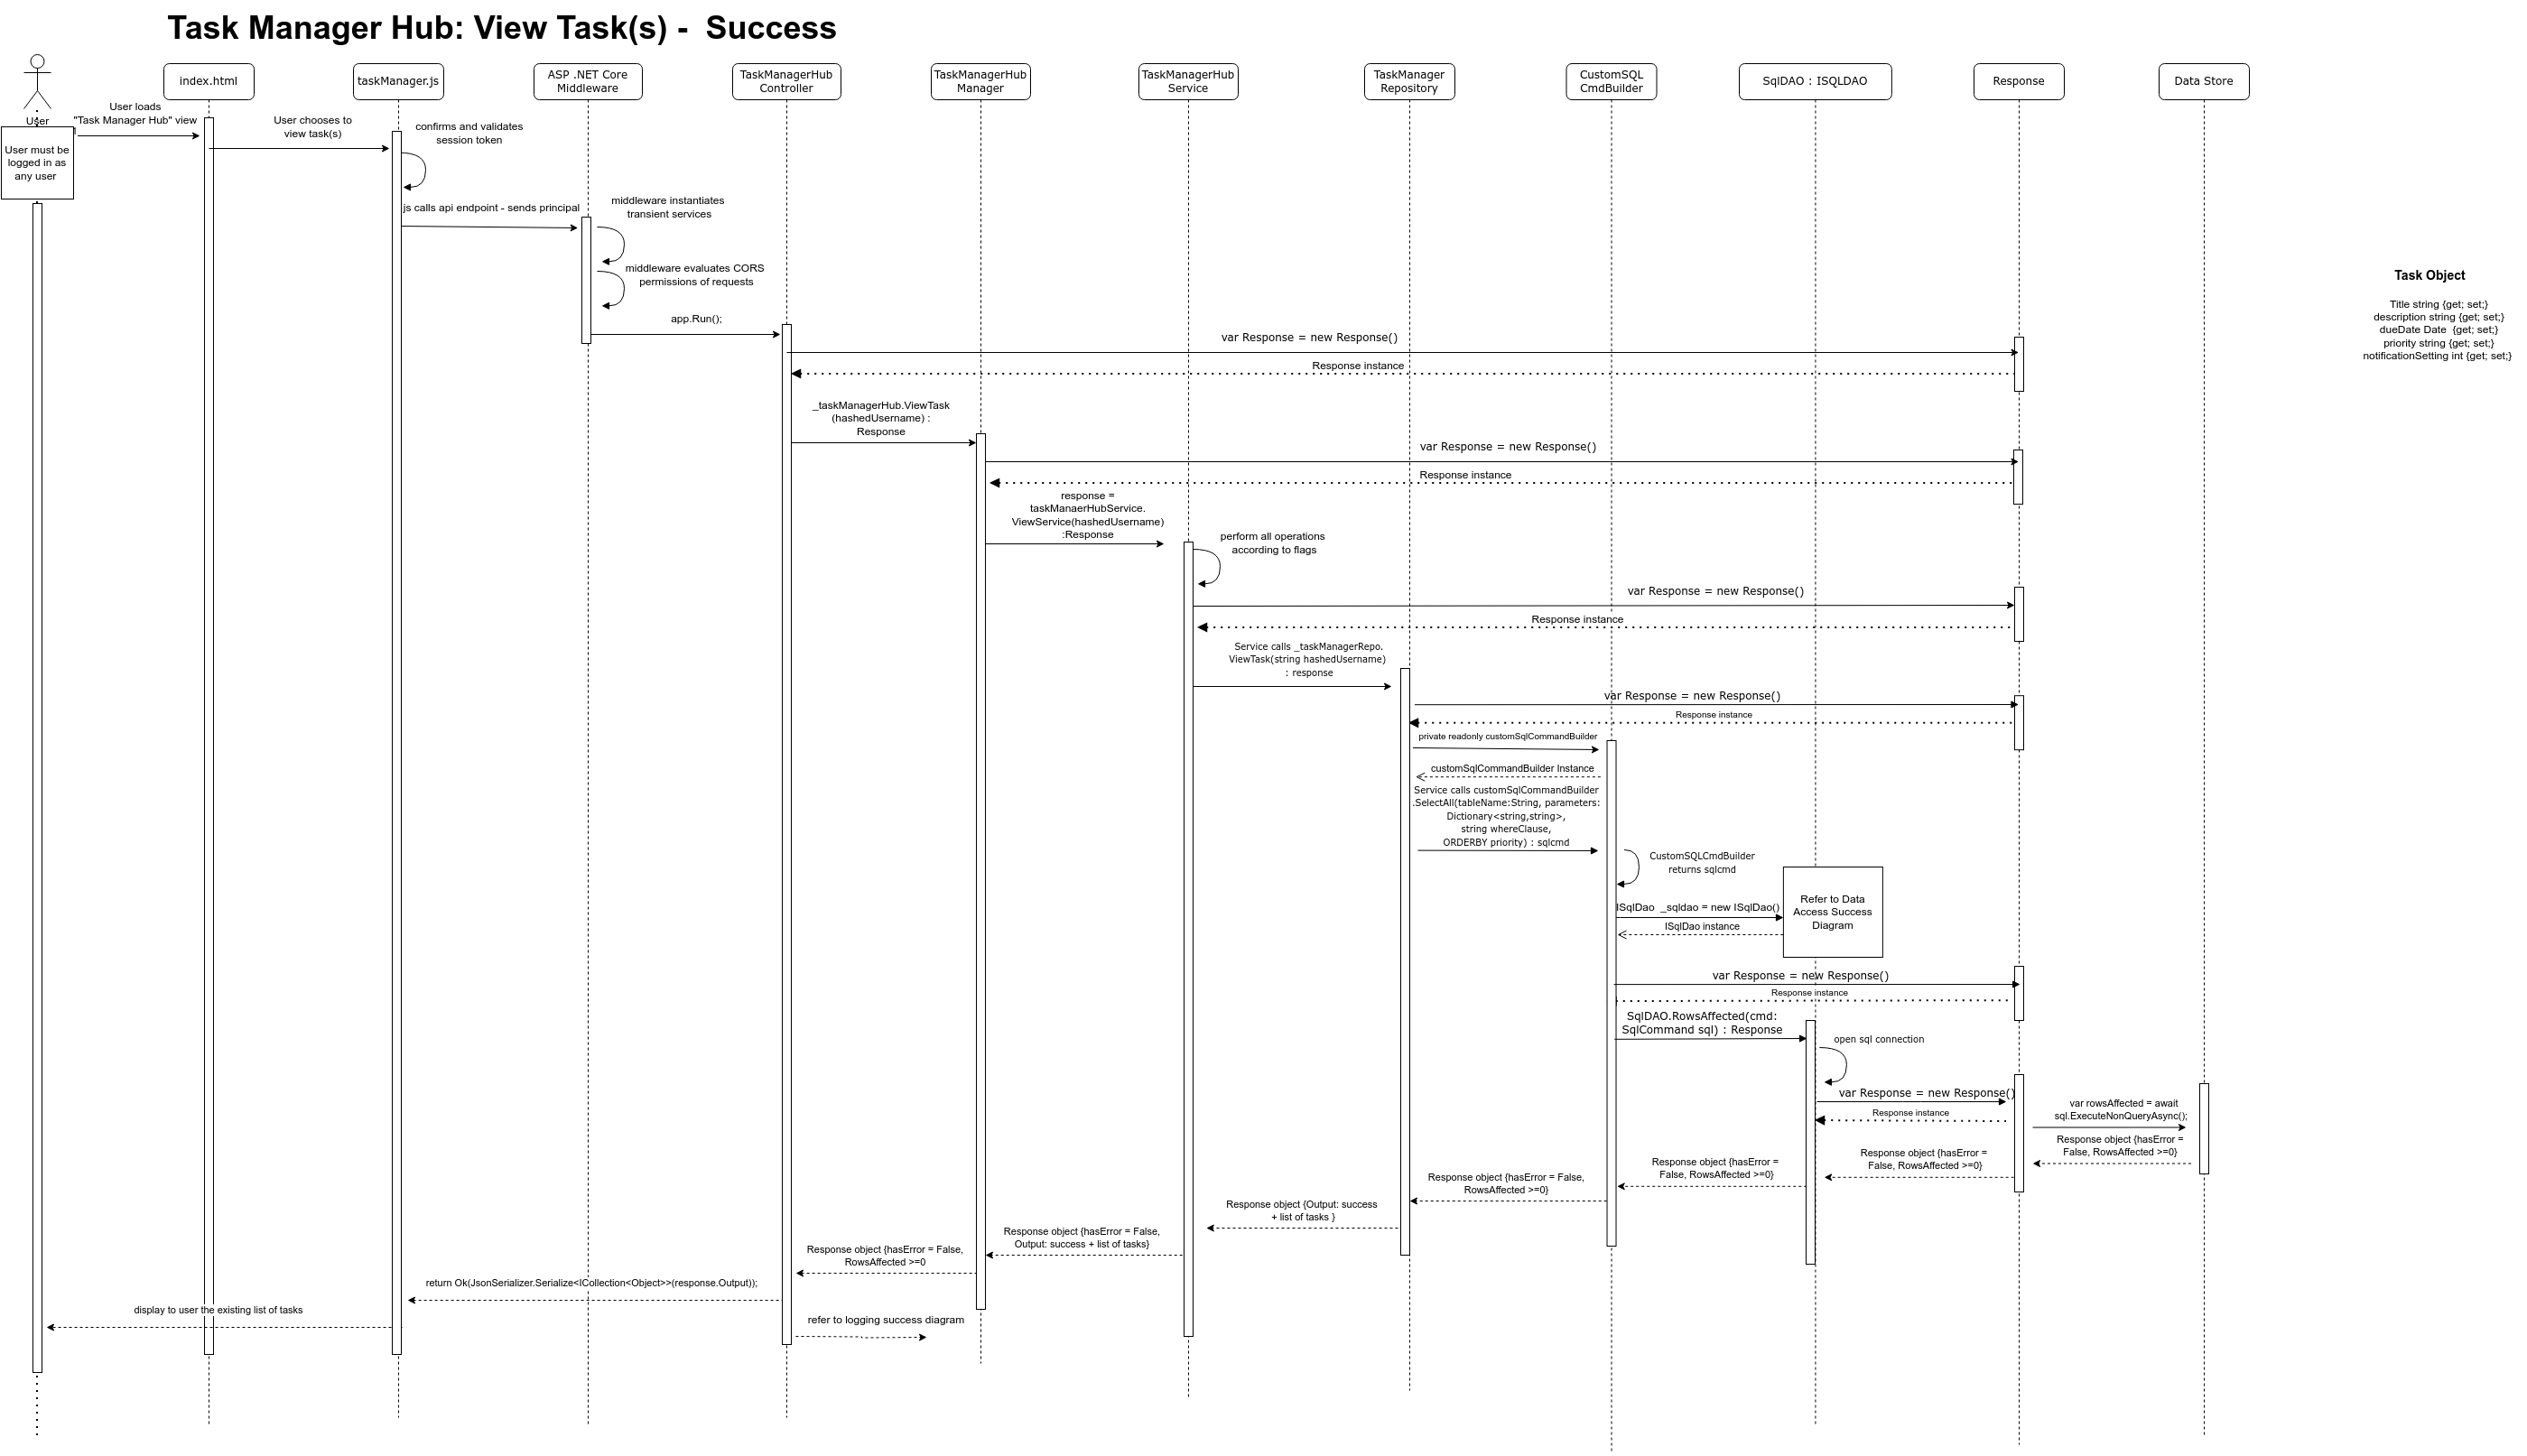 Task Manager Hub: View Task(s) -  Success
User
index.html
taskManager.js
ASP .NET Core
Middleware
TaskManagerHub
Controller
TaskManagerHub
Manager
TaskManagerHub
Service
TaskManager
Repository
CustomSQL
CmdBuilder
SqlDAO : ISQLDAO
Response
Data Store
User must be
logged in as
any user
User loads
"Task Manager Hub" view
User chooses to
view task(s)
confirms and validates
session token
js calls api endpoint - sends principal
middleware instantiates
transient services
middleware evaluates CORS
permissions of requests
app.Run();
Task Object
Title string {get; set;}
description string {get; set;}
dueDate Date  {get; set;}
priority string {get; set;}
notificationSetting int {get; set;}
var Response = new Response()
Response instance
_taskManagerHub.ViewTask
(hashedUsername) :
Response
var Response = new Response()
Response instance
response =
taskManaerHubService.
ViewService(hashedUsername)
:Response
perform all operations
according to flags
var Response = new Response()
Response instance
Service calls _taskManagerRepo.
ViewTask(string hashedUsername)
: response
var Response = new Response()
Response instance
private readonly customSqlCommandBuilder
customSqlCommandBuilder Instance
Service calls customSqlCommandBuilder
.SelectAll(tableName:String, parameters:
Dictionary<string,string>,
string whereClause,
ORDERBY priority) : sqlcmd
CustomSQLCmdBuilder
returns sqlcmd
Refer to Data
Access Success
Diagram
ISqlDao  _sqldao = new ISqlDao()
ISqlDao instance
var Response = new Response()
Response instance
SqlDAO.RowsAffected(cmd:
SqlCommand sql) : Response
open sql connection
var Response = new Response()
Response instance
var rowsAffected = await
sql.ExecuteNonQueryAsync();
Response object {hasError =
False, RowsAffected >=0}
Response object {hasError =
False, RowsAffected >=0}
Response object {hasError =
False, RowsAffected >=0}
Response object {hasError = False,
RowsAffected >=0}
Response object {Output: success
+ list of tasks }
Response object {hasError = False,
Output: success + list of tasks}
Response object {hasError = False,
RowsAffected >=0
return Ok(JsonSerializer.Serialize<ICollection<Object>>(response.Output));
display to user the existing list of tasks
refer to logging success diagram